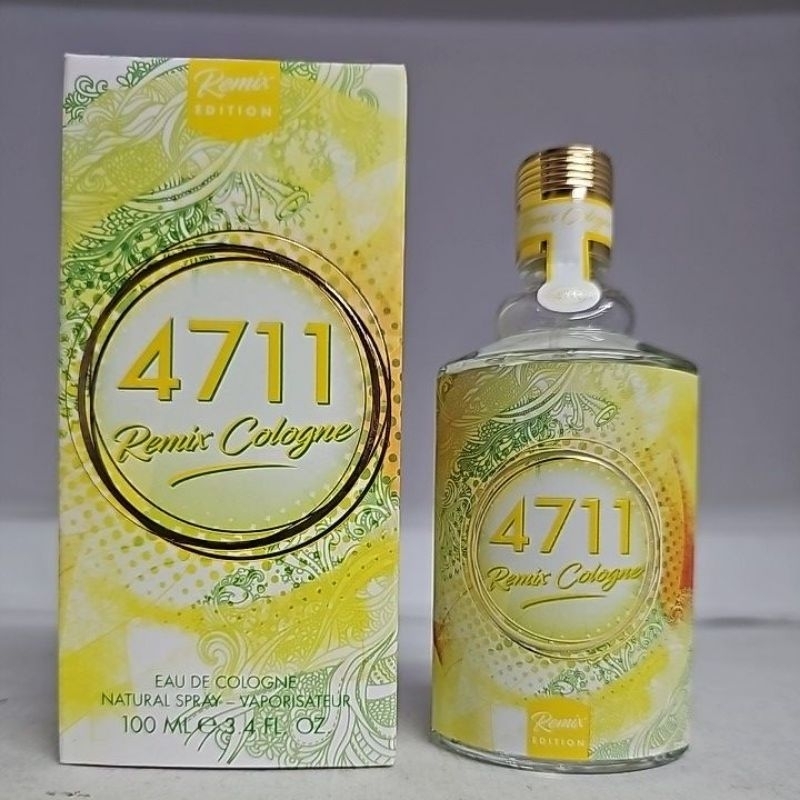 Remix
EDITION
4711
Remix Cologne
EAU DE COLOGNE
NATURAL SPRAY – VAPORISATEUR
100 ML ℮ 3.4 FL. OZ.
Remix Cologne
4711
Remix Cologne
Remix
EDITION